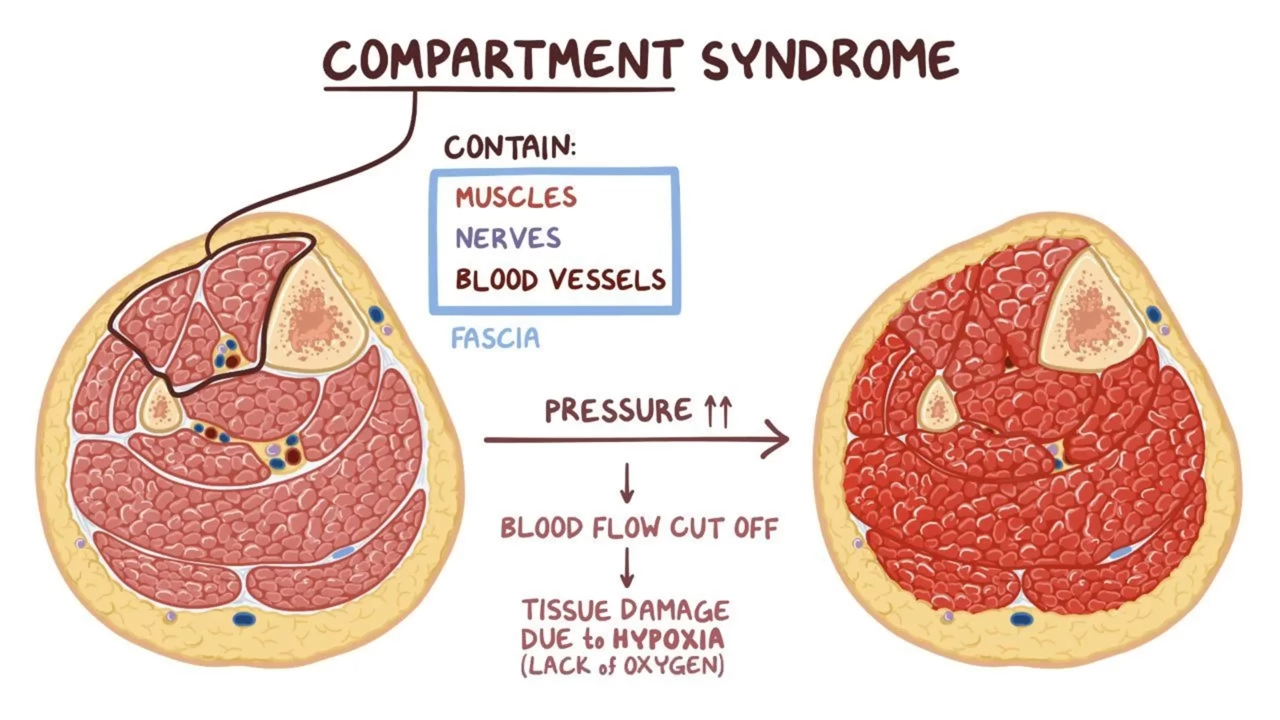 COMPARTMENT SYNDROME
CONTAIN:
MUSCLES
NERVES
BLOOD VESSELS
FASCIA
PRESSURE ↑↑
BLOOD FLOW CUT OFF
TISSUE DAMAGE
DUE to HYPOXIA
(LACK of OXYGEN)